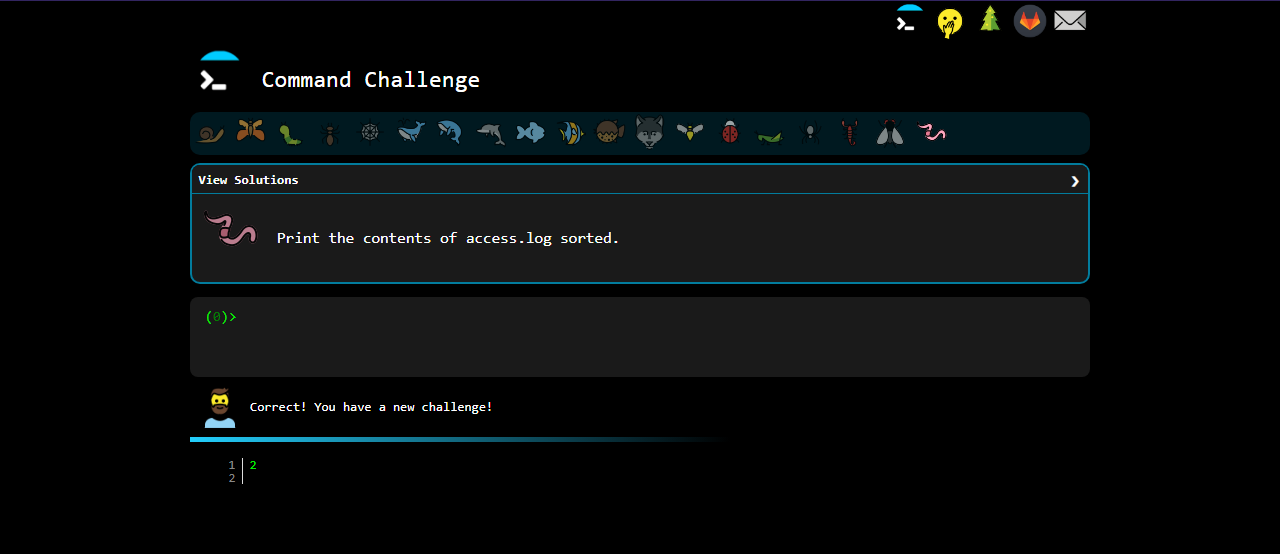 Command Challenge
View Solutions
Print the contents of access.log sorted.
(0)>
Correct! You have a new challenge!
1 2
2